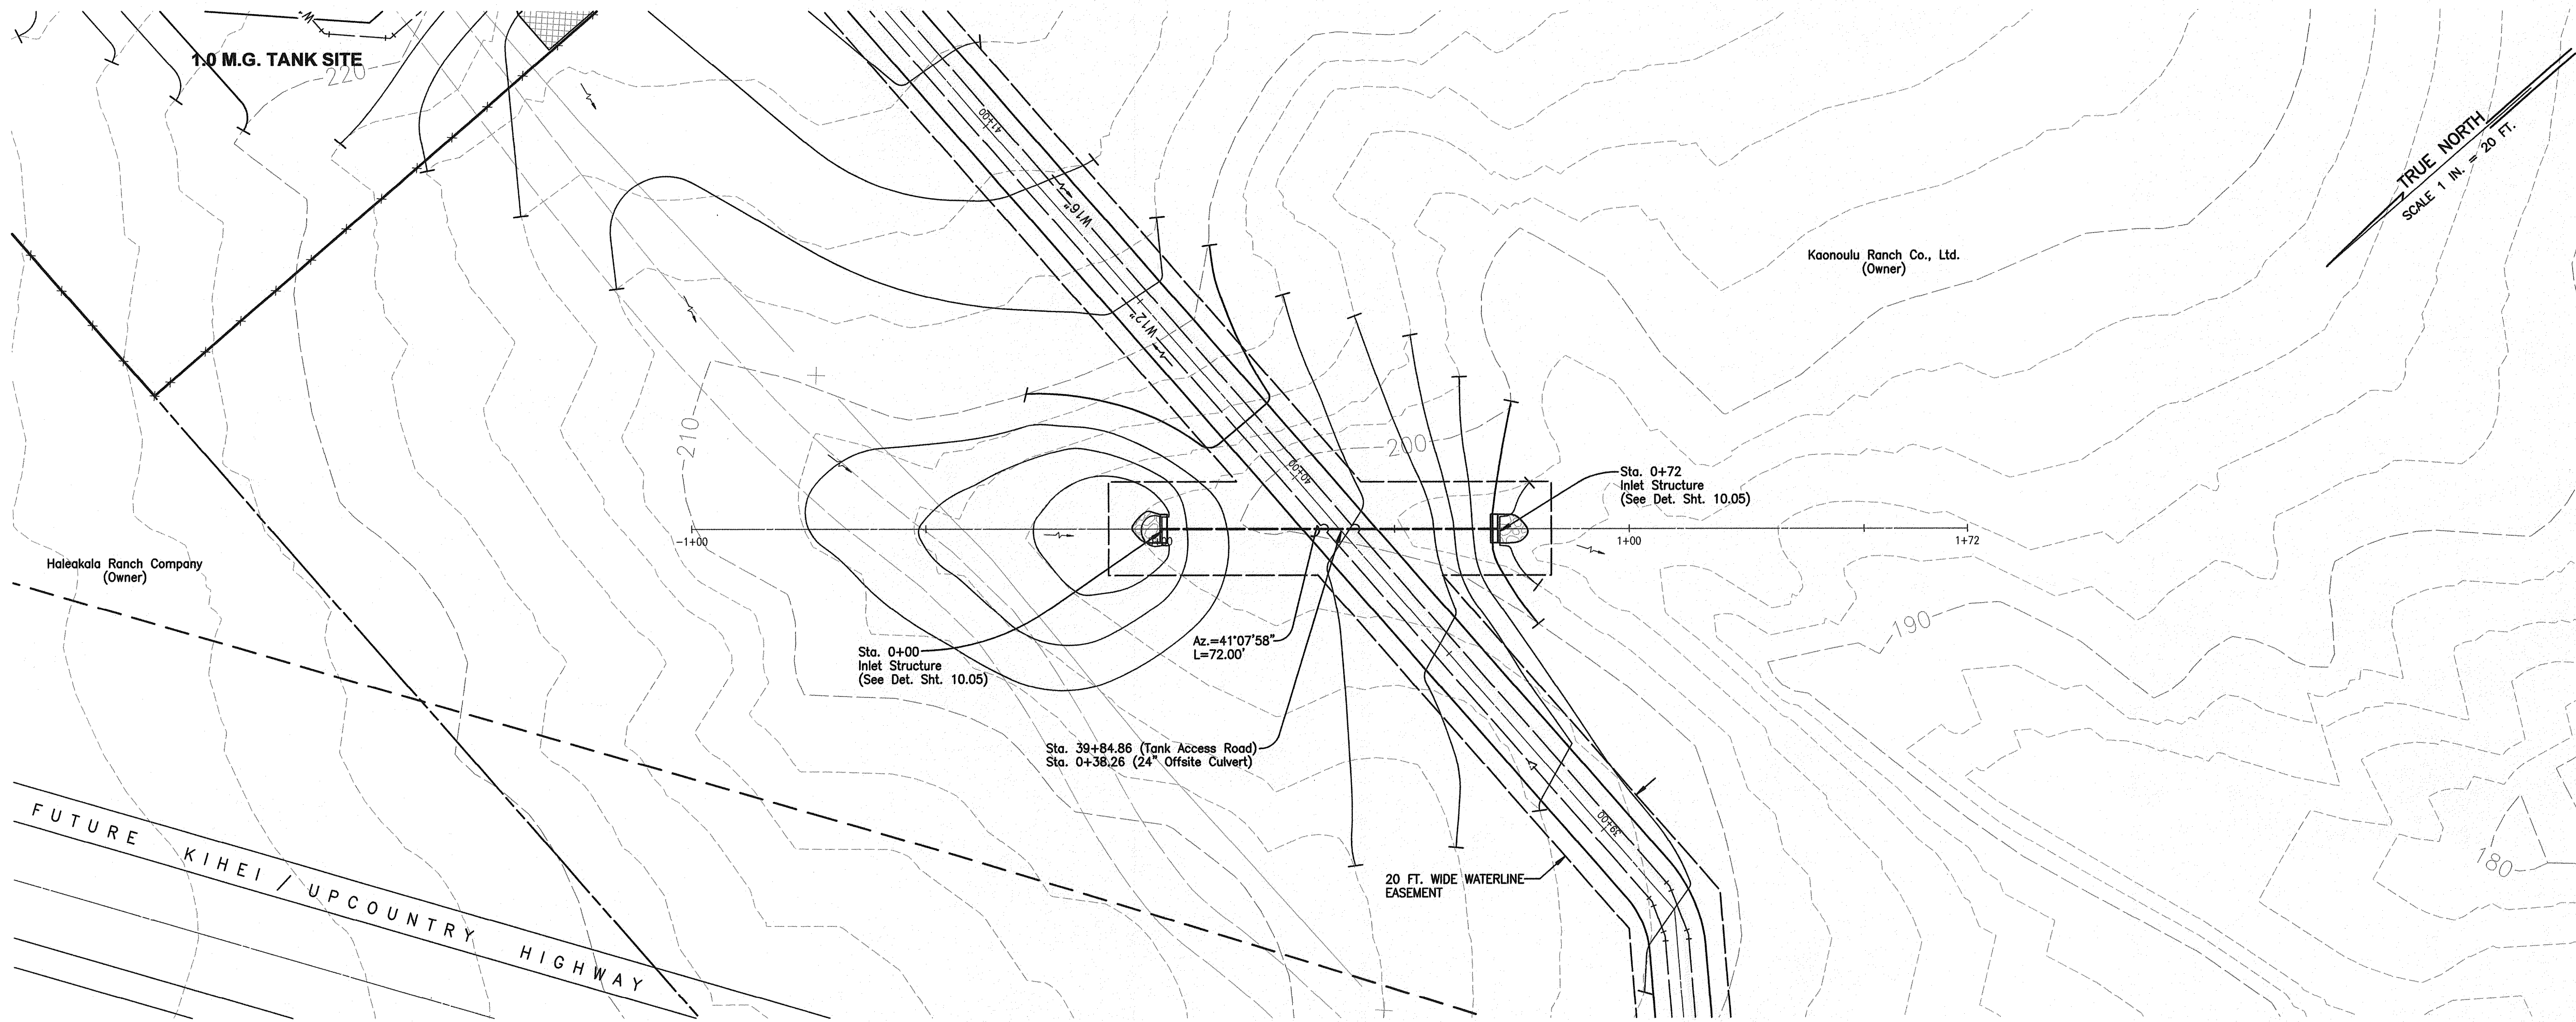 W
1.0 M.G. TANK SITE
220
41+00
W16"
TRUE NORTH
SCALE 1 IN. = 20 FT.
Kaonoulu Ranch Co., Ltd.
(Owner)
W12"
210
200
40+00
Sta. 0+72
Inlet Structure
(See Det. Sht. 10.05)
-1+00
1+00
1+72
Haleakala Ranch Company
(Owner)
190
Az.=41°07'58"
L=72.00'
Sta. 0+00
Inlet Structure
(See Det. Sht. 10.05)
Sta. 39+84.86 (Tank Access Road)
Sta. 0+38.26 (24" Offsite Culvert)
39+00
180
20 FT. WIDE WATERLINE
EASEMENT
FUTURE KIHEI / UPCOUNTRY HIGHWAY